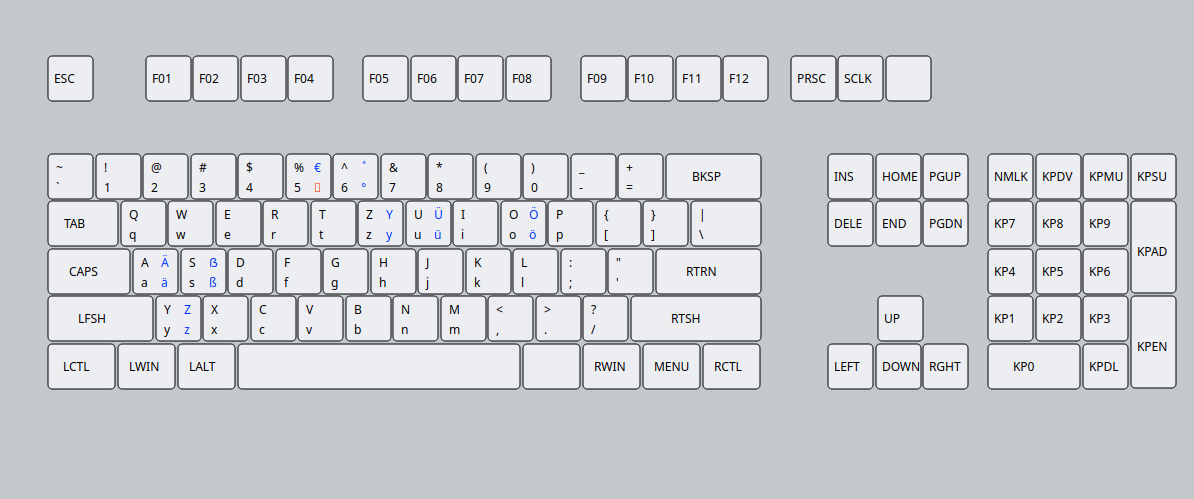 ESC F01 F02 F03 F04 F05 F06 F07 F08 F09 F10 F11 F12 PRSC SCLK
~ ! @ # $ % € ^ ° & * ( ) _ +
` 1 2 3 4 5 6 ° 7 8 9 0 - = BKSP INS HOME PGUP NMLK KPDV KPMU KPSU
Q W E R T Z Y U Ü I O Ö P { } |
TAB q w e r t z y u ü i o ö p [ ] \ DELE END PGDN KP7 KP8 KP9 KPAD
A Ä S ẞ D F G H J K L : "
CAPS a ä s ß d f g h j k l ; ' RTRN KP4 KP5 KP6
Y Z X C V B N M < > ?
LFSH y z x c v b n m , . / RTSH UP KP1 KP2 KP3 KPEN
LCTL LWIN LALT RWIN MENU RCTL LEFT DOWN RGHT KP0 KPDL